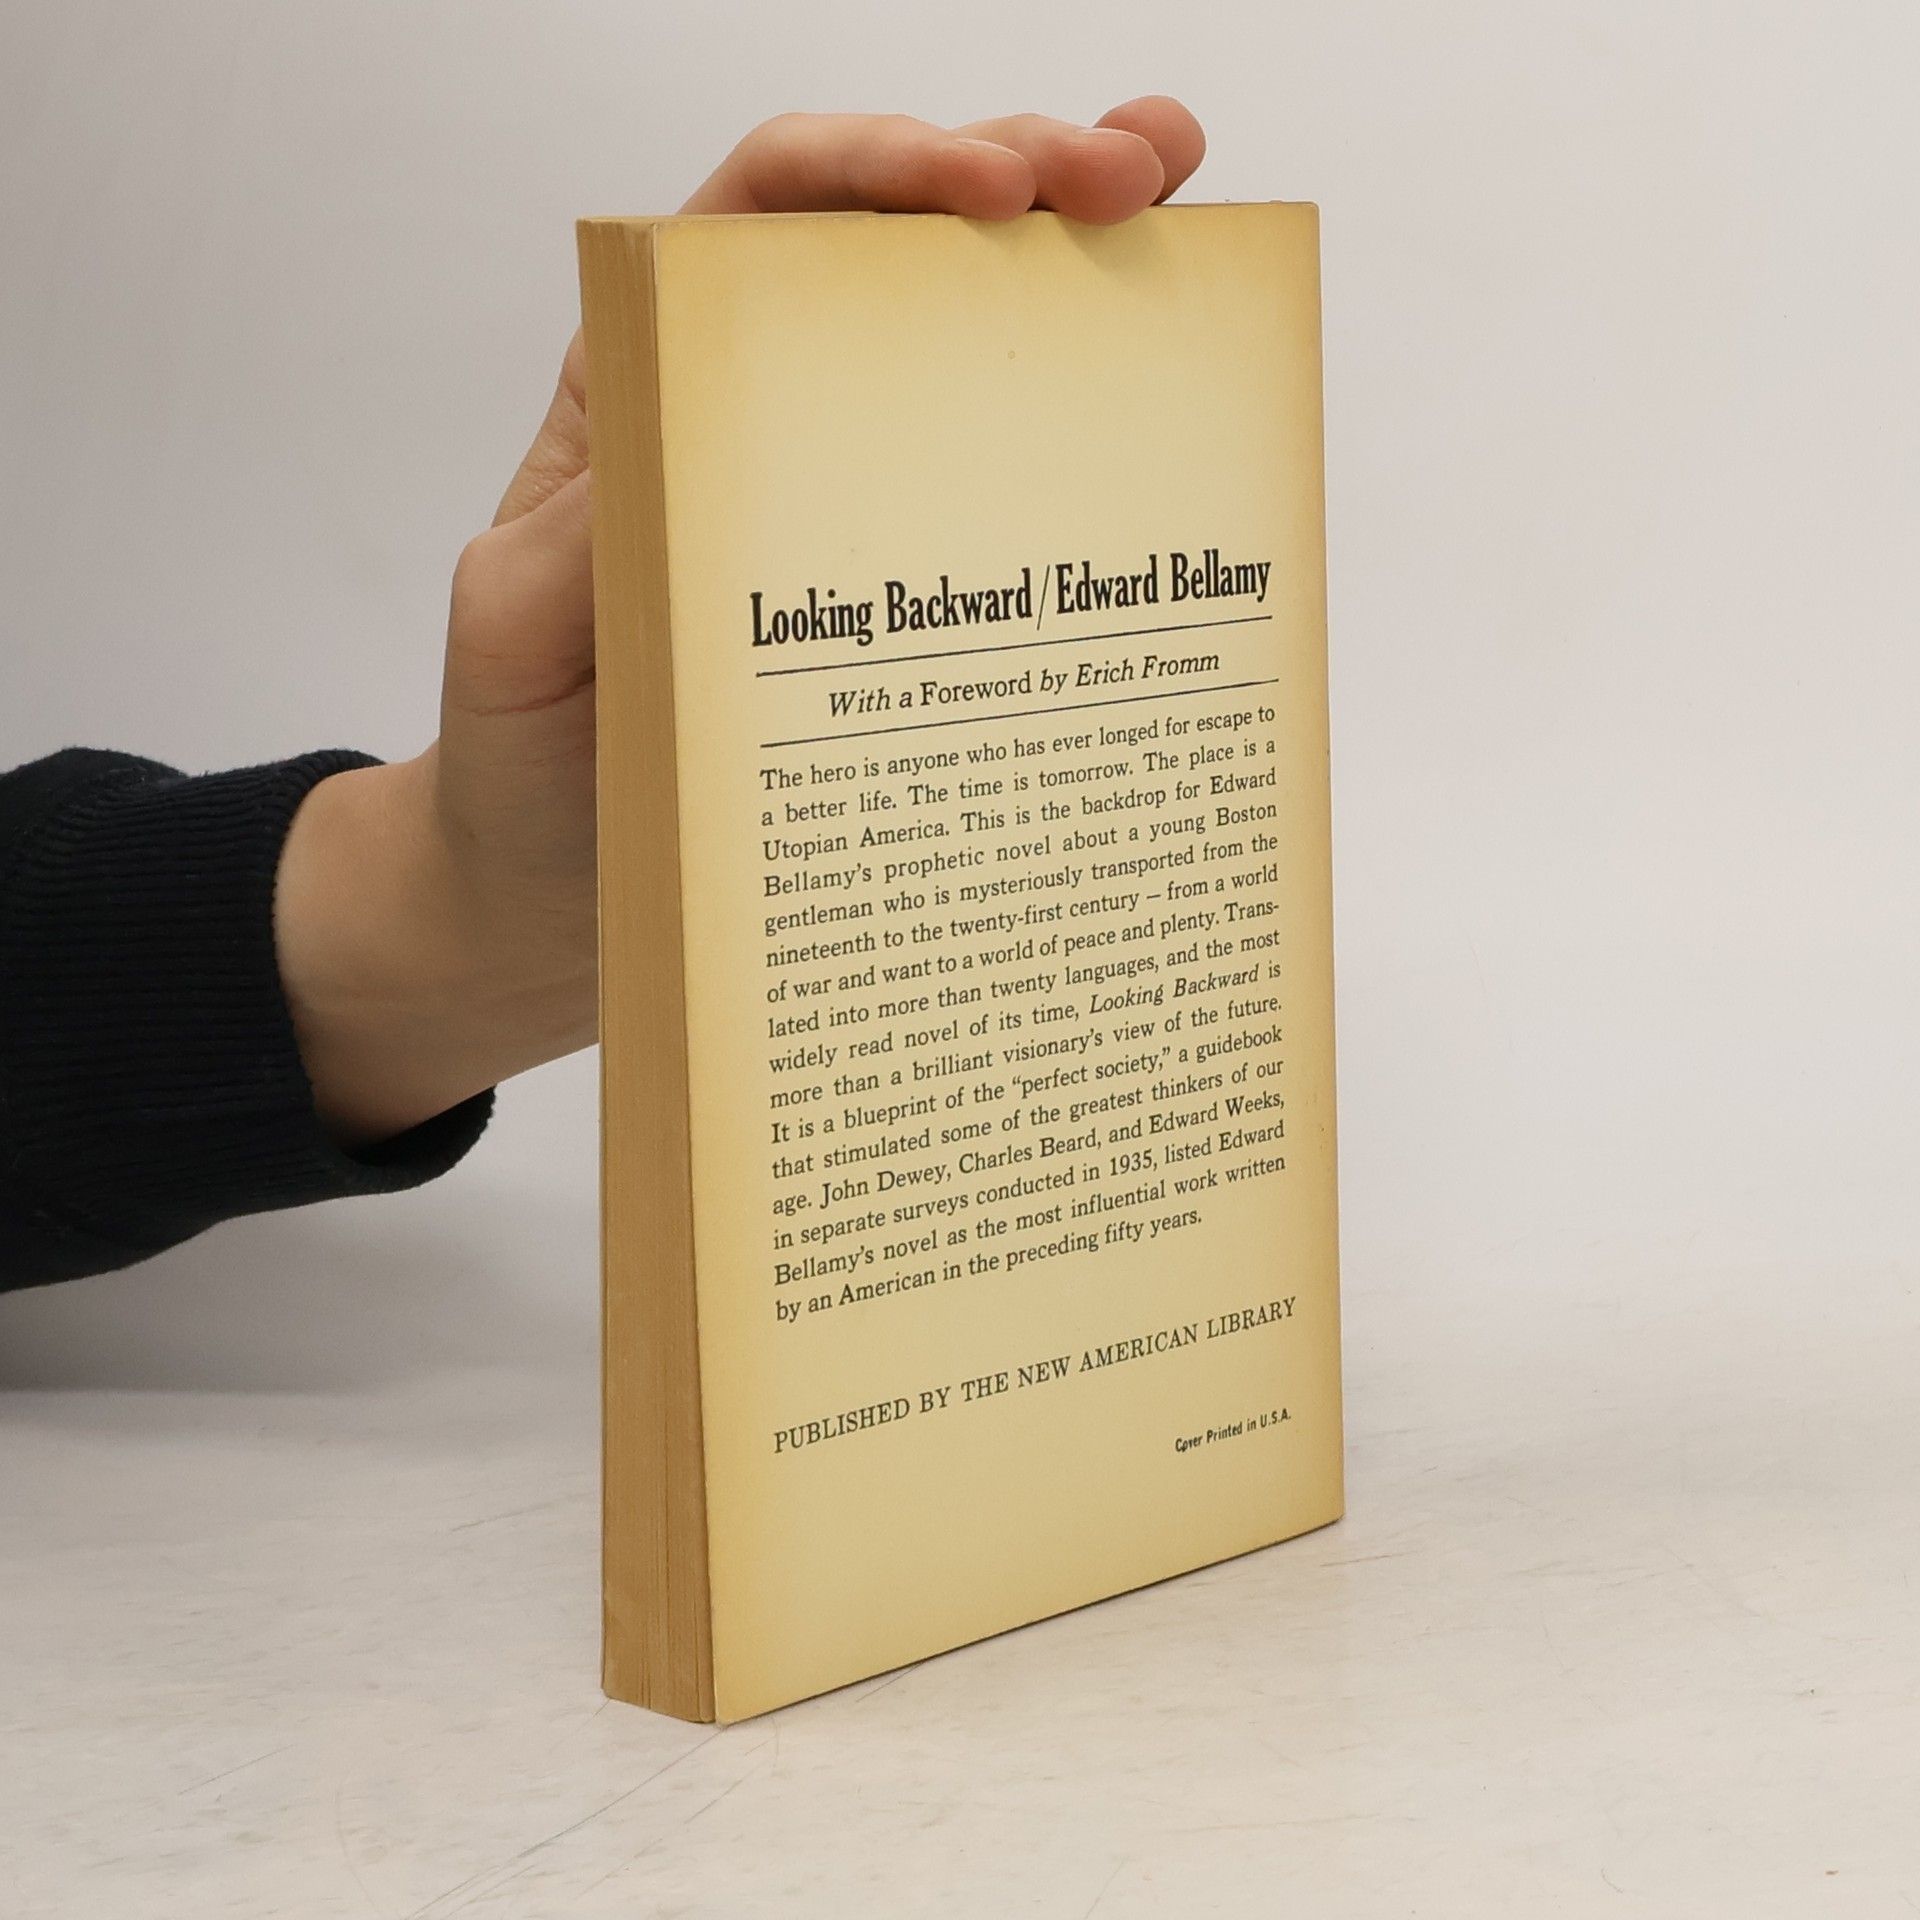 Looking Backward/Edward Bellamy
With a Foreword by Erich Fromm
The hero is anyone who has ever longed for escape to
a better life. The time is tomorrow. The place is a
Utopian America. This is the backdrop for Edward
Bellamy's prophetic novel about a young Boston
gentleman who is mysteriously transported from the
nineteenth to the twenty-first century – from a world
of war and want to a world of peace and plenty. Trans-
lated into more than twenty languages, and the most
widely read novel of its time, Looking Backward is
more than a brilliant visionary's view of the future.
It is a blueprint of the “perfect society,” a guidebook
that stimulated some of the greatest thinkers of our
age. John Dewey, Charles Beard, and Edward Weeks,
in separate surveys conducted in 1935, listed Edward
Bellamy's novel as the most influential work written
by an American in the preceding fifty years.
PUBLISHED BY THE NEW AMERICAN LIBRARY
Cover Printed in U.S.A.